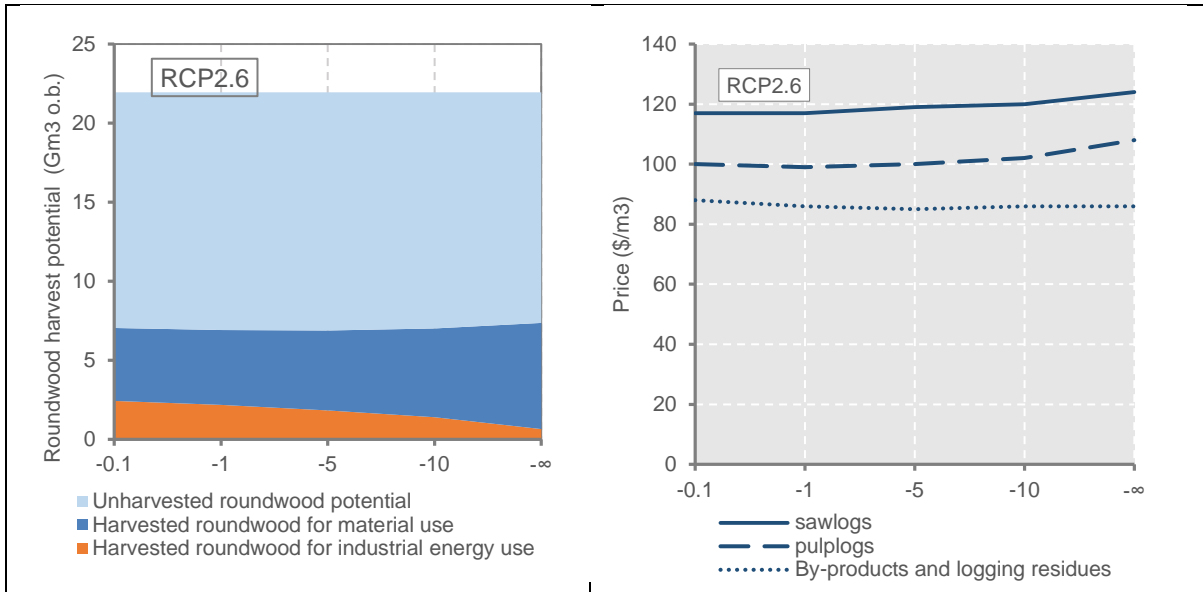 RCP2.6
Roundwood harvest potential (Gm3 o.b.)
25
20
15
10
5
0
-0.1
-1
-5
-10
-∞
Unharvested roundwood potential
Harvested roundwood for material use
Harvested roundwood for industrial energy use
RCP2.6
Price ($/m3)
140
120
100
80
60
40
20
0
-0.1
-1
-5
-10
-∞
sawlogs
pulplogs
By-products and logging residues